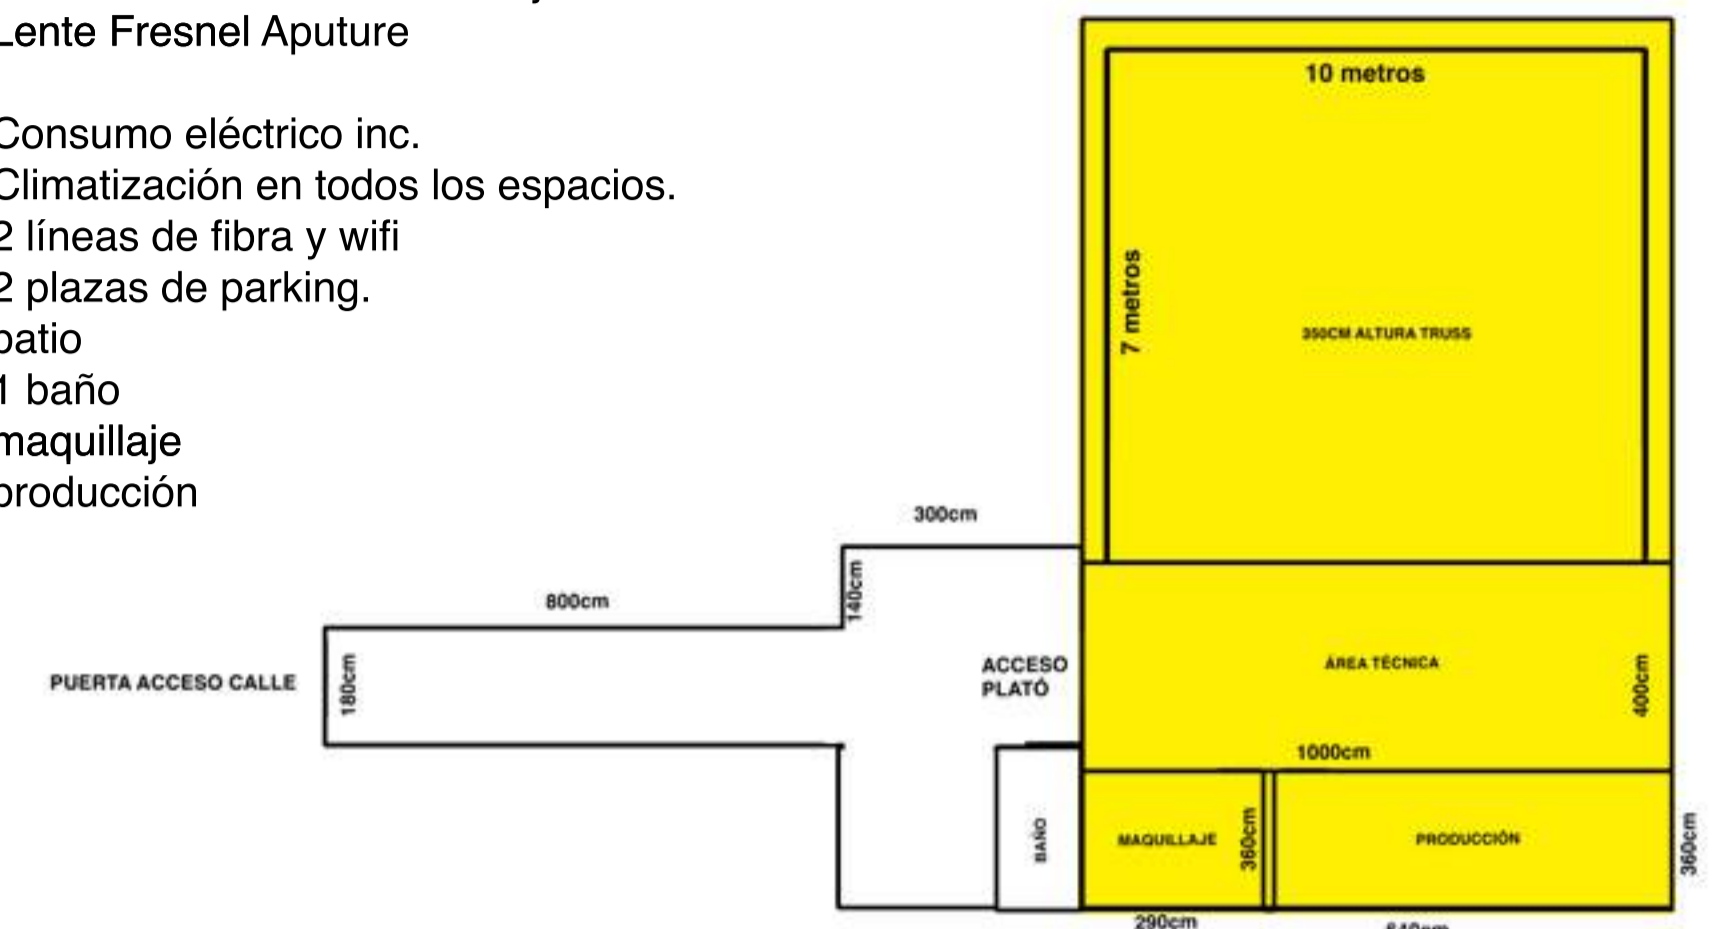 Lente Fresnel Aputure
Consumo eléctrico inc.
Climatización en todos los espacios.
2 líneas de fibra y wifi
2 plazas de parking.
patio
1 baño
maquillaje
producción
10 metros
7 metros
350CM ALTURA TRUSS
300cm
140cm
800cm
180cm
PUERTA ACCESO CALLE
ACCESO
PLATÓ
ÁREA TÉCNICA
400cm
1000cm
BAÑO
MAQUILLAJE
360cm
PRODUCCIÓN
360cm
290cm